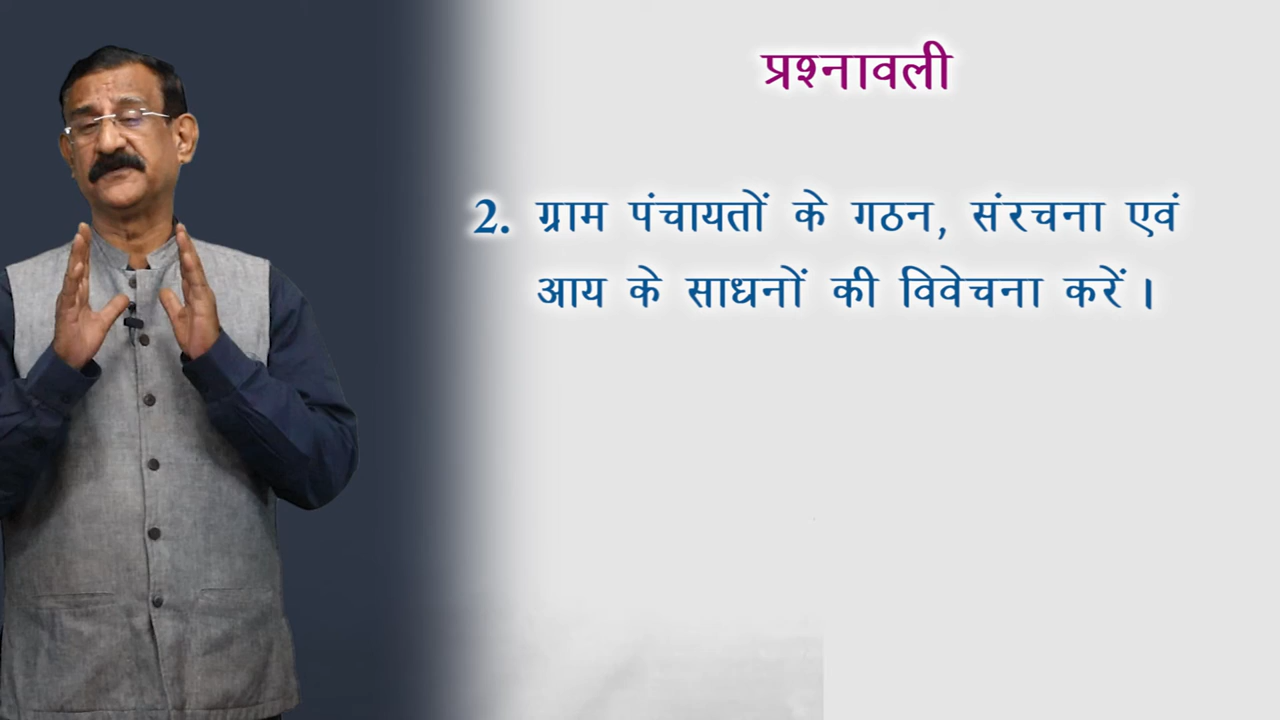 प्रश्नावली
2. ग्राम पंचायतों के गठन, संरचना एवं
आय के साधनों की विवेचना करें।